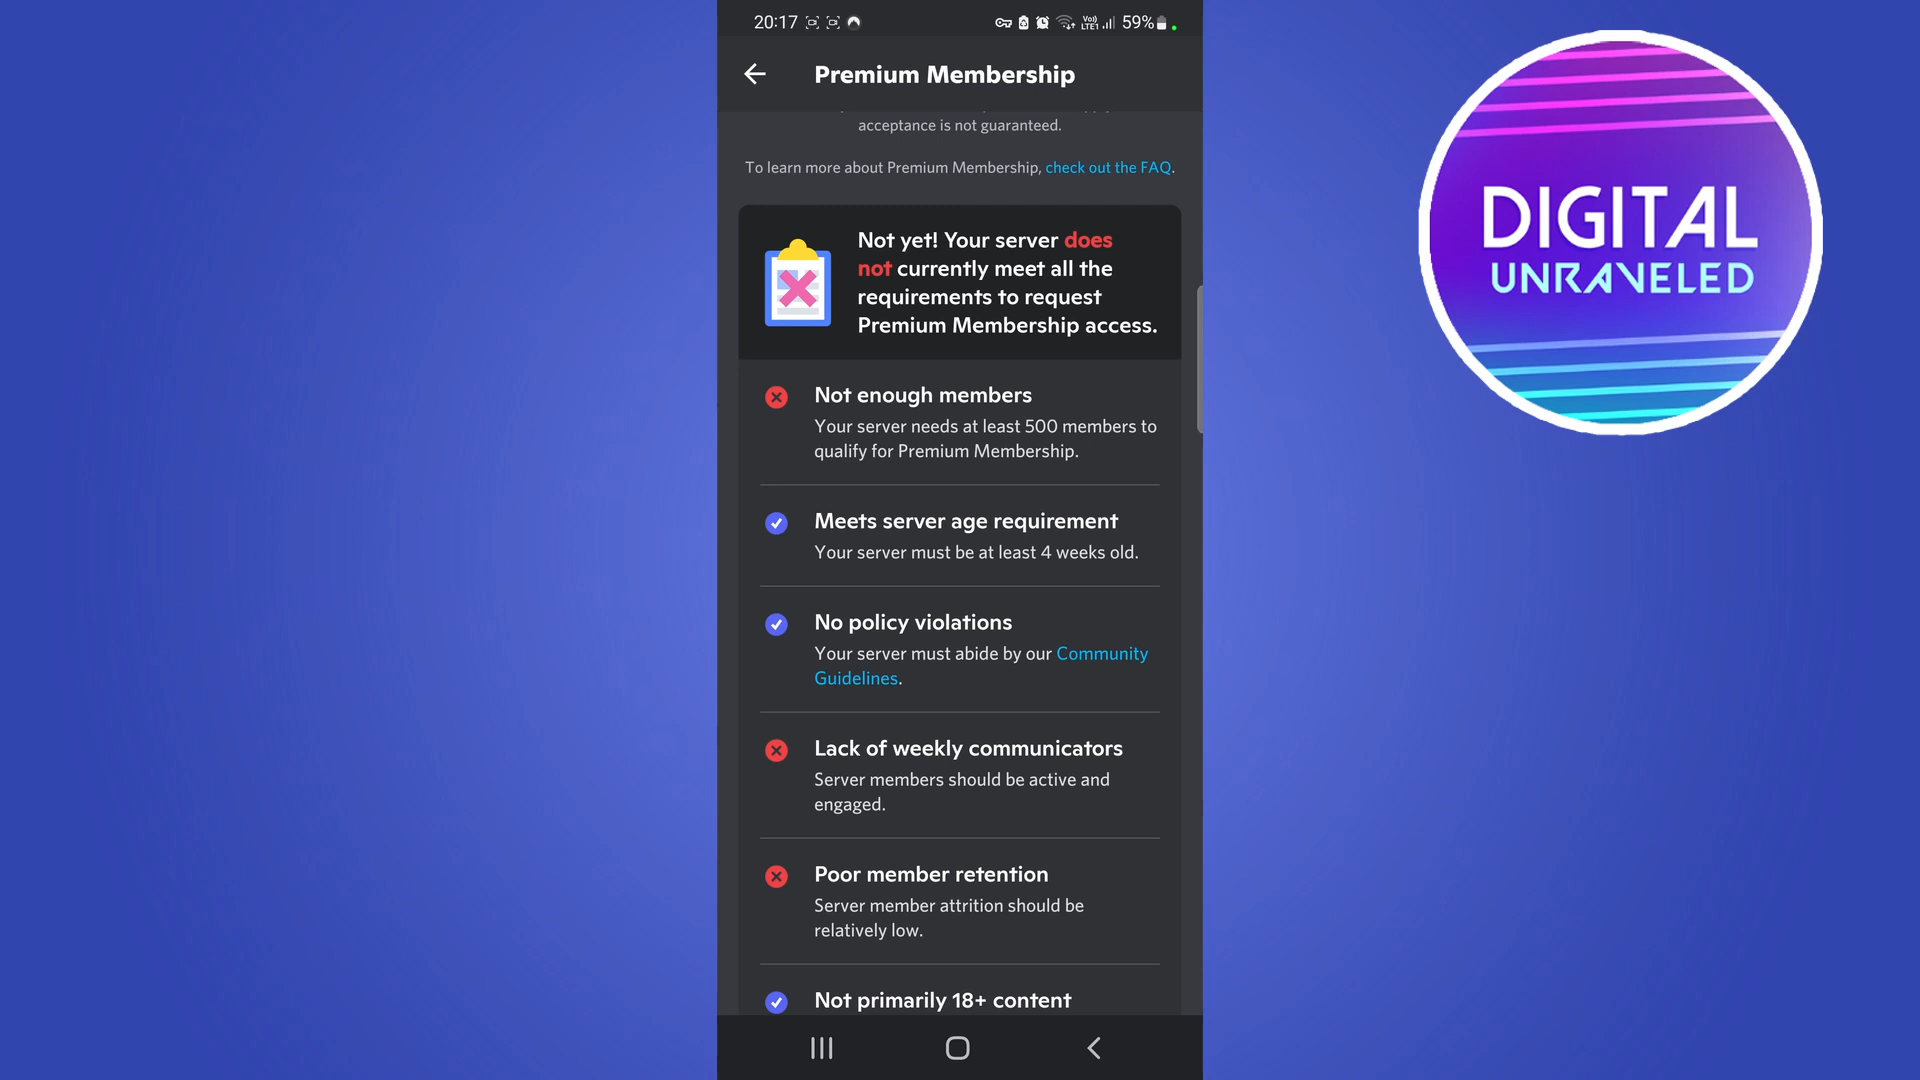 20:17
Vo))
LTE1
59%
Premium Membership
acceptance is not guaranteed.
To learn more about Premium Membership, check out the FAQ.
Not yet! Your server does
not currently meet all the
requirements to request
Premium Membership access.
Not enough members
Your server needs at least 500 members to
qualify for Premium Membership.
Meets server age requirement
Your server must be at least 4 weeks old.
No policy violations
Your server must abide by our Community
Guidelines.
Lack of weekly communicators
Server members should be active and
engaged.
Poor member retention
Server member attrition should be
relatively low.
Not primarily 18+ content
DIGITAL
UNRAVELED